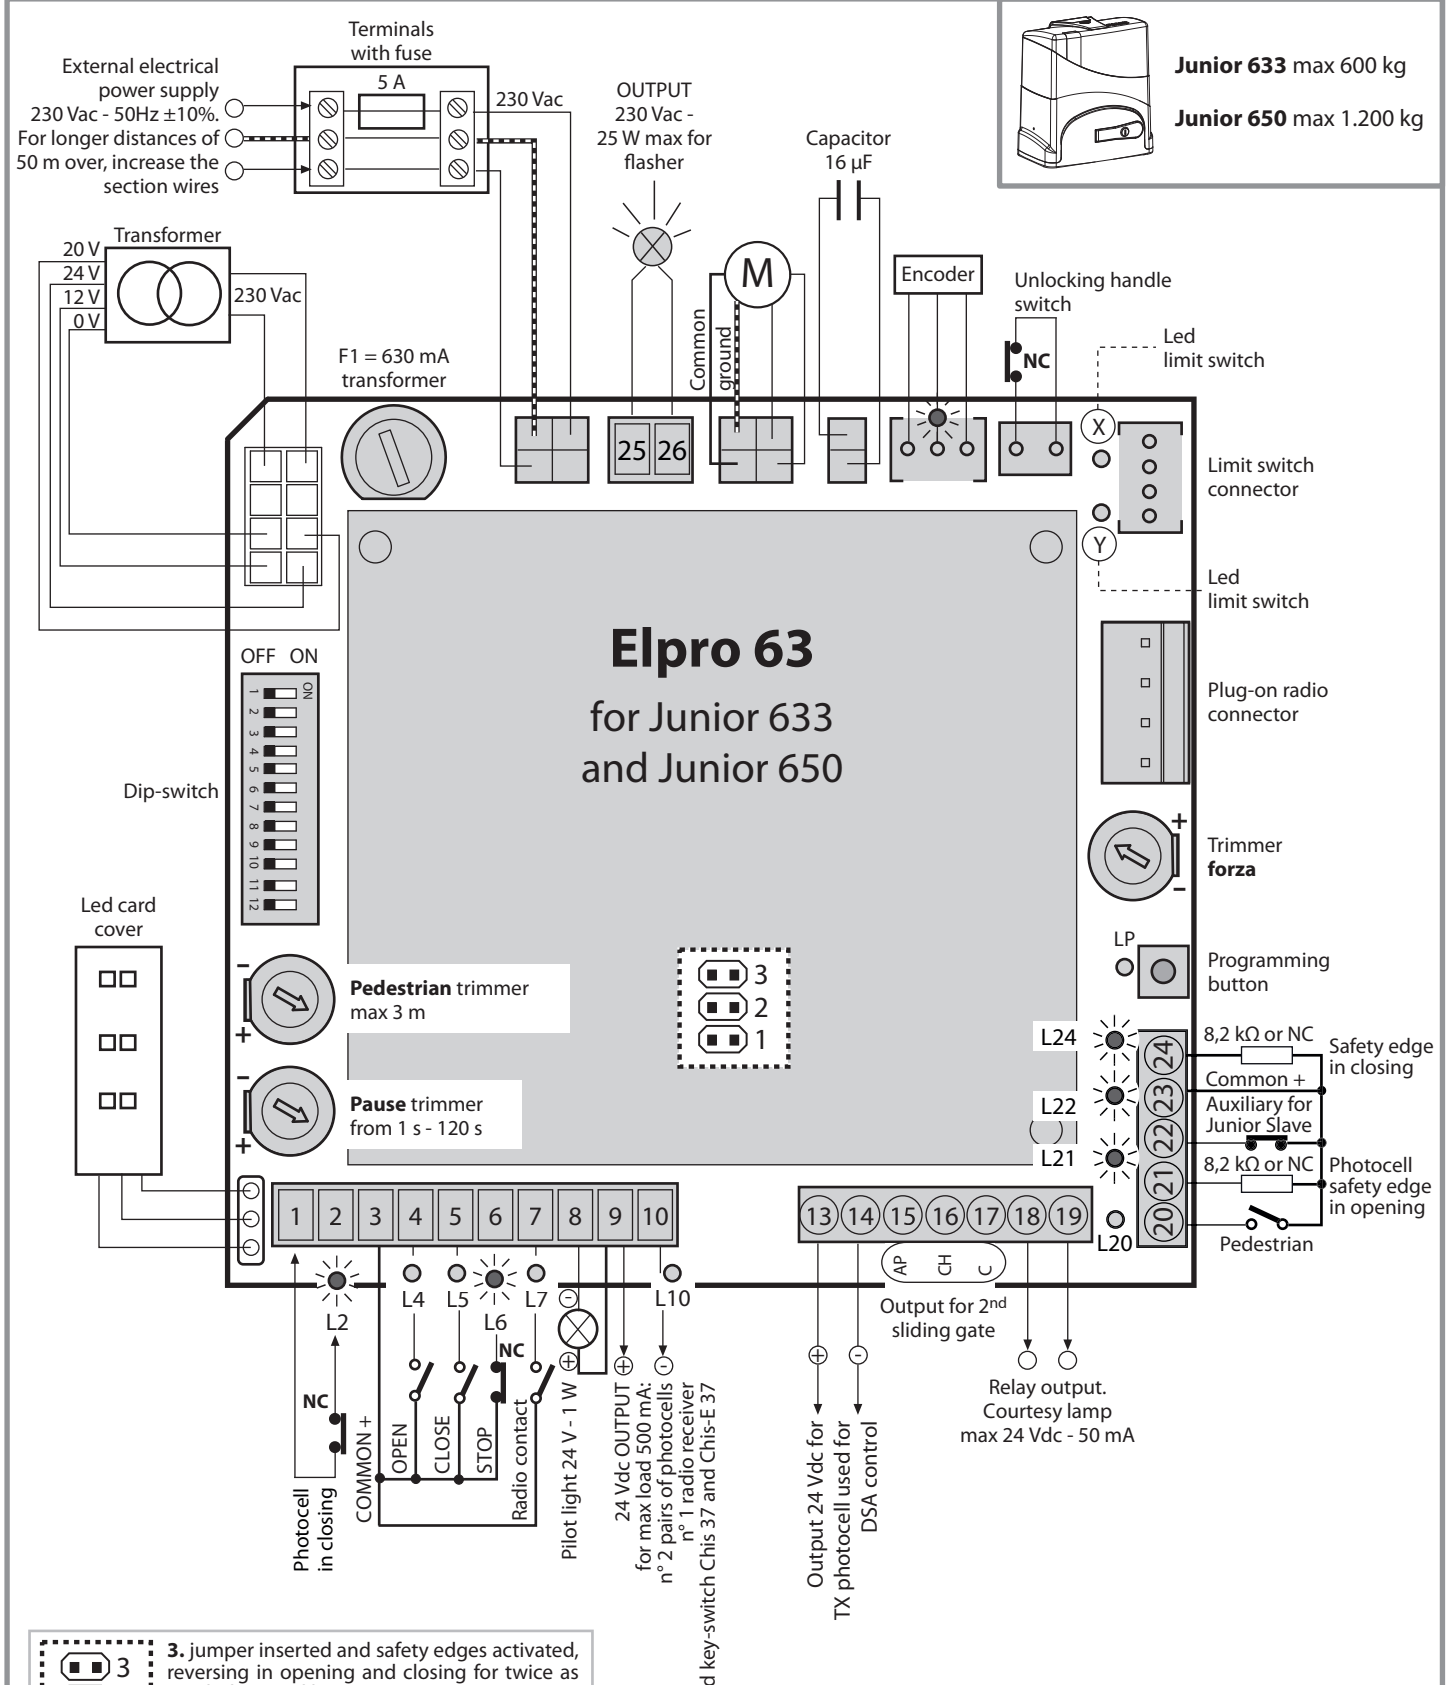 Terminals
with fuse
External electrical
power supply
230 Vac - 50Hz ±10%.
For longer distances of
50 m over, increase the
section wires
5 A
230 Vac
OUTPUT
230 Vac -
25 W max for
flasher
Capacitor
16 µF
Junior 633 max 600 kg
Junior 650 max 1.200 kg
Transformer
20 V
24 V
12 V
0 V
230 Vac
F1 = 630 mA
transformer
M
Common
ground
Encoder
Unlocking handle
switch
NC
Led
limit switch
X
25 26
Limit switch
connector
Y
Led
limit switch
Elpro 63
for Junior 633
and Junior 650
OFF ON
ON
1
2
3
4
5
6
7
8
9
10
11
12
Dip-switch
Plug-on radio
connector
+
-
Trimmer
forza
Led card
cover
LP
Programming
button
-
+
Pedestrian trimmer
max 3 m
3
2
1
-
+
Pause trimmer
from 1 s - 120 s
L24
L22
L21
L20
24
23
22
21
20
8,2 kΩ or NC
Safety edge
in closing
Common +
Auxiliary for
Junior Slave
8,2 kΩ or NC
Photocell
safety edge
in opening
Pedestrian
1 2 3 4 5 6 7 8 9 10
13 14 15 16 17 18 19
AP CH C
Output for 2nd
sliding gate
L2
L4
L5
L6
L7
L10
NC
NC
Photocell
in closing
COMMON +
OPEN
CLOSE
STOP
Radio contact
- +
Pilot light 24 V - 1 W
+ -
24 Vdc OUTPUT
for max load 500 mA:
n° 2 pairs of photocells
n° 1 radio receiver
d key-switch Chis 37 and Chis-E 37
+ -
Output 24 Vdc for
TX photocell used for
DSA control
Relay output.
Courtesy lamp
max 24 Vdc - 50 mA
3
3. jumper inserted and safety edges activated,
reversing in opening and closing for twice as